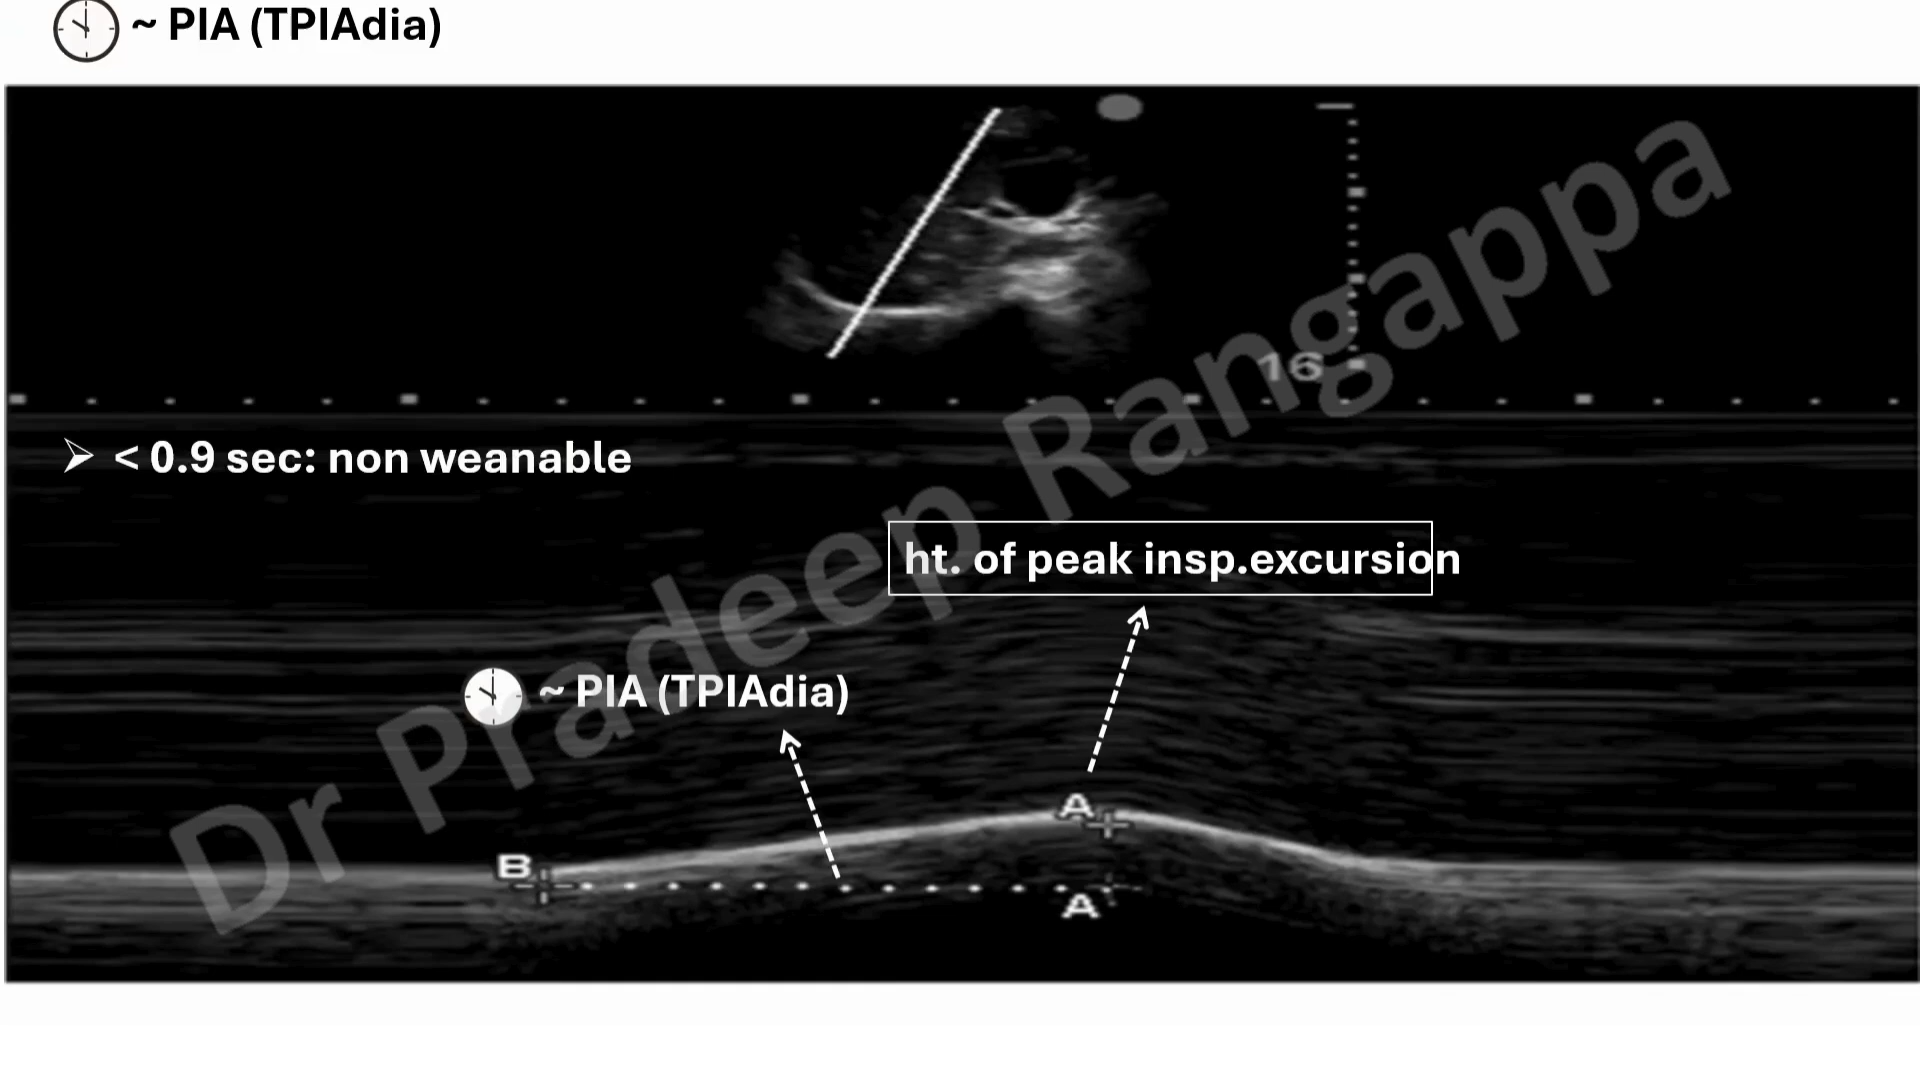 ~ PIA (TPIAdia)
16
➢ < 0.9 sec: non weanable
ht. of peak insp.excursion
~ PIA (TPIAdia)
A
B
A
Dr Pradeep Rangappa